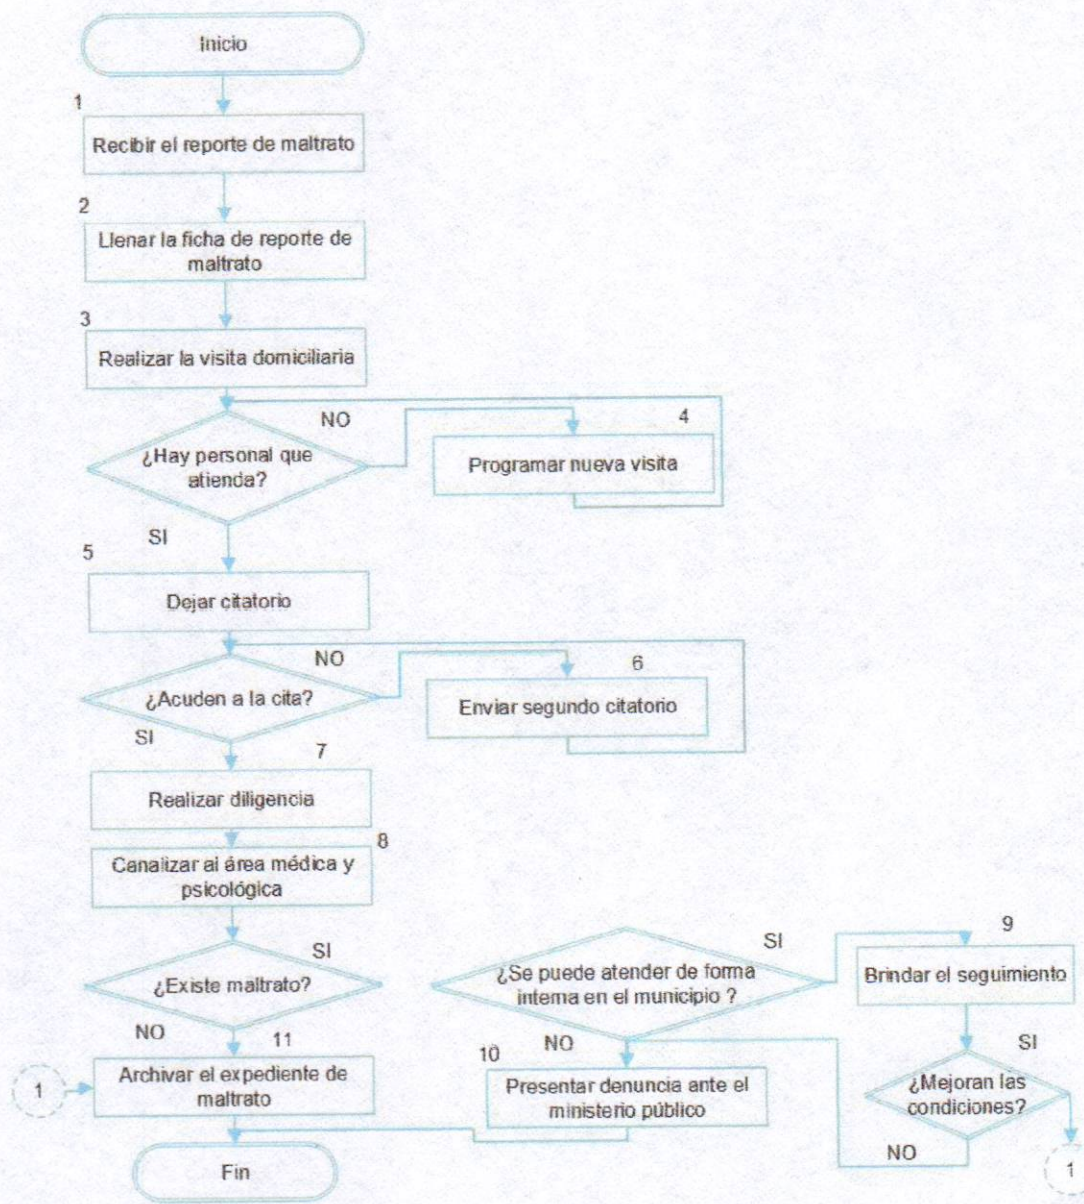 Inicio
1
Recibir el reporte de maltrato
2
Llenar la ficha de reporte de
maltrato
3
Realizar la visita domiciliaria
NO
4
¿Hay personal que
atienda?
Programar nueva visita
SI
5
Dejar citatorio
NO
6
¿Acuden a la cita?
Enviar segundo citatorio
SI
7
Realizar diligencia
8
Canalizar al área médica y
psicológica
SI
¿Existe maltrato?
NO
¿Se puede atender de forma
interna en el municipio ?
SI
9
Brindar el seguimiento
NO
10
Presentar denuncia ante el
ministerio público
SI
¿Mejoran las
condiciones?
NO
1
11
1
Archivar el expediente de
maltrato
Fin